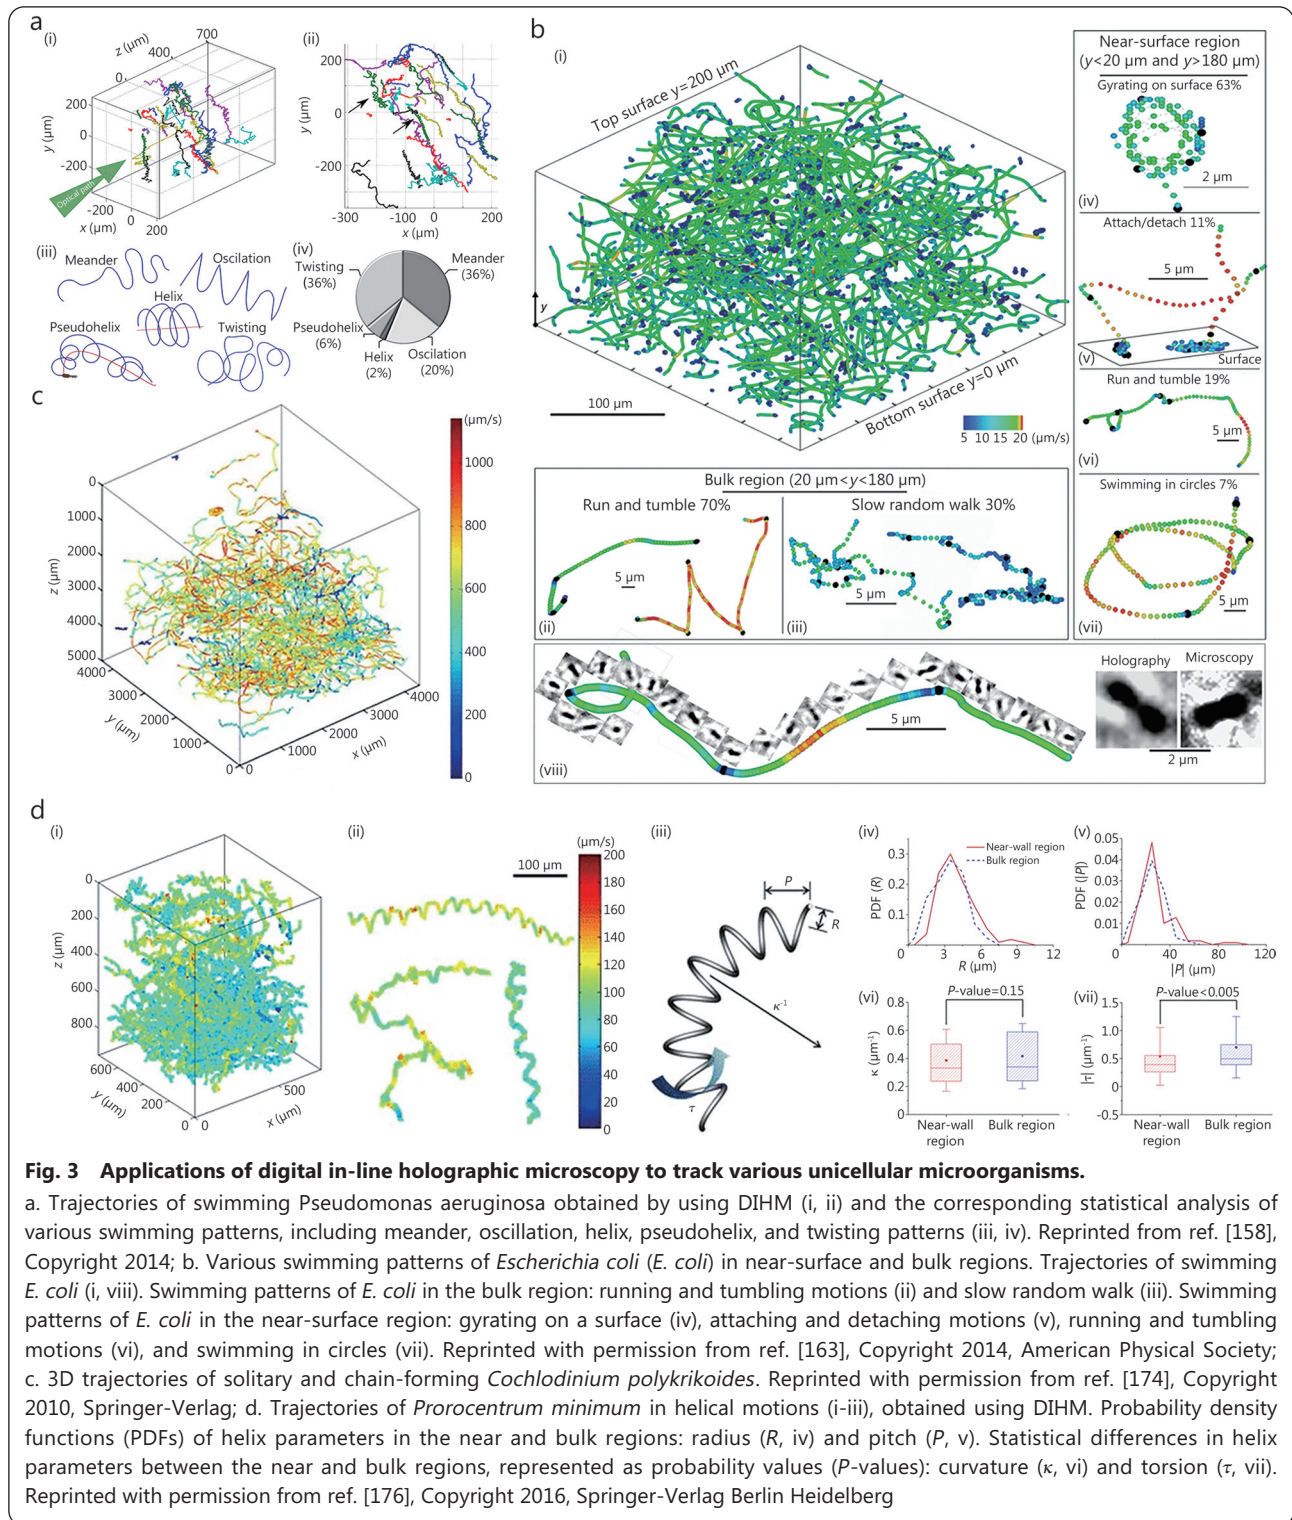 a
(i)
z (μm)
700
400
0
200
0
-200
y (μm)
Optical path
-200
0
200
x (μm)
(ii)
200
100
0
-100
-200
-300
y (μm)
-300
-200
-100
0
100
200
x (μm)
(iii)
Meander
Oscilation
Helix
Pseudohelix
Twisting
(iv)
Twisting
(36%)
Meander
(36%)
Pseudohelix
(6%)
Helix
(2%)
Oscilation
(20%)
b
(i)
Top surface y=200 μm
y
Bottom surface y=0 μm
100 μm
5 10 15 20 (μm/s)
Near-surface region
(y<20 μm and y>180 μm)
Gyrating on surface 63%
2 μm
(iv)
Attach/detach 11%
5 μm
(v)
Surface
Run and tumble 19%
5 μm
(vi)
Swimming in circles 7%
5 μm
(vii)
Bulk region (20 μm<y<180 μm)
Run and tumble 70%
5 μm
(ii)
Slow random walk 30%
5 μm
(iii)
5 μm
(viii)
Holography
Microscopy
2 μm
c
(μm/s)
1000
800
600
400
200
0
0
1000
2000
3000
4000
5000
z (μm)
4000
3000
2000
1000
0
y (μm)
0
1000
2000
3000
4000
x (μm)
d
(i)
0
200
400
600
800
z (μm)
600
400
200
0
y (μm)
0
500
x (μm)
(ii)
100 μm
(μm/s)
200
180
160
140
120
100
80
60
40
20
0
(iii)
P
R
κ⁻¹
τ
(iv)
PDF (R)
0.3
0.2
0.1
0
0
3
6
9
12
R (μm)
Near-wall region
Bulk region
(v)
PDF (|P|)
0.05
0.04
0.03
0.02
0.01
0
0
40
80
120
|P| (μm)
(vi)
P-value=0.15
κ (μm⁻¹)
0.8
0.6
0.4
0.2
0
Near-wall
region
Bulk region
(vii)
P-value<0.005
|τ| (μm⁻¹)
1.5
1.0
0.5
0
-0.5
Near-wall
region
Bulk region
Fig. 3 Applications of digital in-line holographic microscopy to track various unicellular microorganisms.
a. Trajectories of swimming Pseudomonas aeruginosa obtained by using DIHM (i, ii) and the corresponding statistical analysis of
various swimming patterns, including meander, oscillation, helix, pseudohelix, and twisting patterns (iii, iv). Reprinted from ref. [158],
Copyright 2014; b. Various swimming patterns of Escherichia coli (E. coli) in near-surface and bulk regions. Trajectories of swimming
E. coli (i, viii). Swimming patterns of E. coli in the bulk region: running and tumbling motions (ii) and slow random walk (iii). Swimming
patterns of E. coli in the near-surface region: gyrating on a surface (iv), attaching and detaching motions (v), running and tumbling
motions (vi), and swimming in circles (vii). Reprinted with permission from ref. [163], Copyright 2014, American Physical Society;
c. 3D trajectories of solitary and chain-forming Cochlodinium polykrikoides. Reprinted with permission from ref. [174], Copyright
2010, Springer-Verlag; d. Trajectories of Prorocentrum minimum in helical motions (i-iii), obtained using DIHM. Probability density
functions (PDFs) of helix parameters in the near and bulk regions: radius (R, iv) and pitch (P, v). Statistical differences in helix
parameters between the near and bulk regions, represented as probability values (P-values): curvature (κ, vi) and torsion (τ, vii).
Reprinted with permission from ref. [176], Copyright 2016, Springer-Verlag Berlin Heidelberg